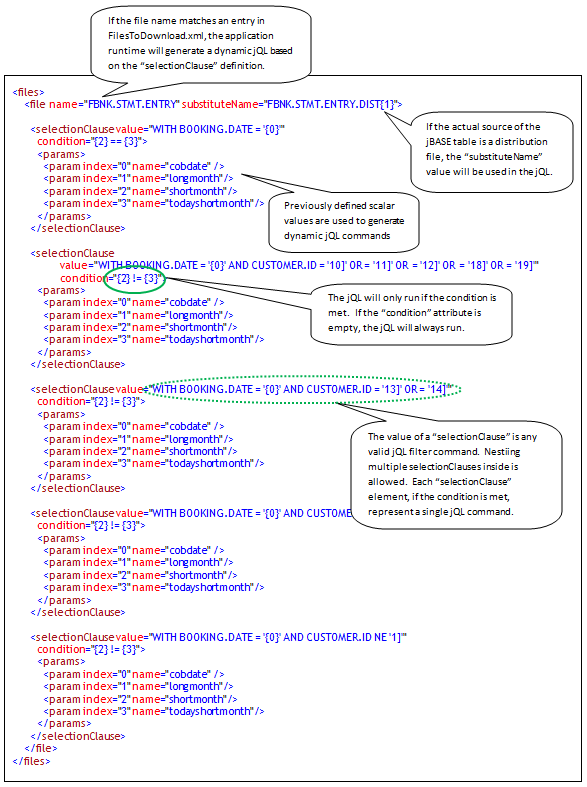 If the file name matches an entry in
FilesToDownload.xml, the application
runtime will generate a dynamic jQL based
on the "selectionClause" definition.
<files>
<file name="FBNK.STMT.ENTRY" substituteName="FBNK.STMT.ENTRY.DIST{1}">
If the actual source of the
jBASE table is a distribution
file, the "substituteName"
value will be used in the jQL.
<selectionClause value="WITH BOOKING.DATE = '{0}'"
condition="{2} == {3}">
<params>
<param index="0" name="cobdate" />
<param index="1" name="longmonth"/>
<param index="2" name="shortmonth"/>
<param index="3" name="todayshortmonth"/>
</params>
</selectionClause>
Previously defined scalar
values are used to generate
dynamic jQL commands
<selectionClause
value="WITH BOOKING.DATE = '{0}' AND CUSTOMER.ID = '10]' OR = '11]' OR = '12]' OR = '18]' OR = '19]'"
condition="{2} != {3}"
<params>
<param index="0" name="cobdate" />
<param index="1" name="longmonth"/>
<param index="2" name="shortmonth"/>
<param index="3" name="todayshortmonth"/>
</params>
</selectionClause>
The jQL will only run if the condition is
met. If the "condition" attribute is
empty, the jQL will always run.
<selectionClause value="WITH BOOKING.DATE = '{0}' AND CUSTOMER.ID = '13]' OR = '14]'"
condition="{2} != {3}">
<params>
<param index="0" name="cobdate" />
<param index="1" name="longmonth"/>
<param index="2" name="shortmonth"/>
<param index="3" name="todayshortmonth"/>
</params>
</selectionClause>
The value of a "selectionClause" is any
valid jQL filter command. Nestiing
multiple selectionClauses inside is
allowed. Each "selectionClause"
element, if the condition is met,
represent a single jQL command.
<selectionClause value="WITH BOOKING.DATE = '{0}' AND CUSTOMER.
condition="{2} != {3}">
<params>
<param index="0" name="cobdate" />
<param index="1" name="longmonth"/>
<param index="2" name="shortmonth"/>
<param index="3" name="todayshortmonth"/>
</params>
</selectionClause>
<selectionClause value="WITH BOOKING.DATE = '{0}' AND CUSTOMER.ID NE '1]'"
condition="{2} != {3}">
<params>
<param index="0" name="cobdate" />
<param index="1" name="longmonth"/>
<param index="2" name="shortmonth"/>
<param index="3" name="todayshortmonth"/>
</params>
</selectionClause>
</file>
</files>